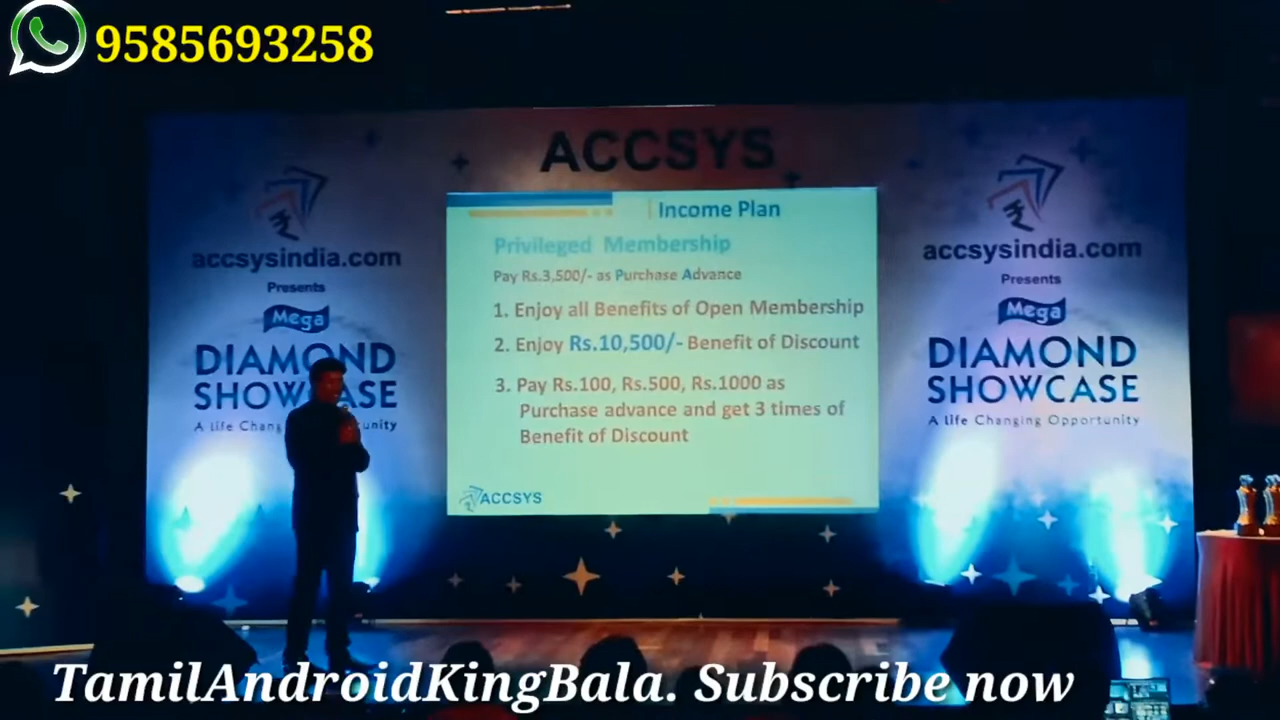 9585693258
ACCSYS
accsysindia.com
Presents
Mega
DIAMOND
SHOWCASE
A Life Chang unity
Income Plan
Privileged Membership
Pay Rs.3,500/- as Purchase Advance
1. Enjoy all Benefits of Open Membership
2. Enjoy Rs.10,500/- Benefit of Discount
3. Pay Rs.100, Rs.500, Rs.1000 as
Purchase advance and get 3 times of
Benefit of Discount
ACCSYS
accsysindia.com
Presents
Mega
DIAMOND
SHOWCASE
A Life Changing Opportunity
TamilAndroidKingBala. Subscribe now